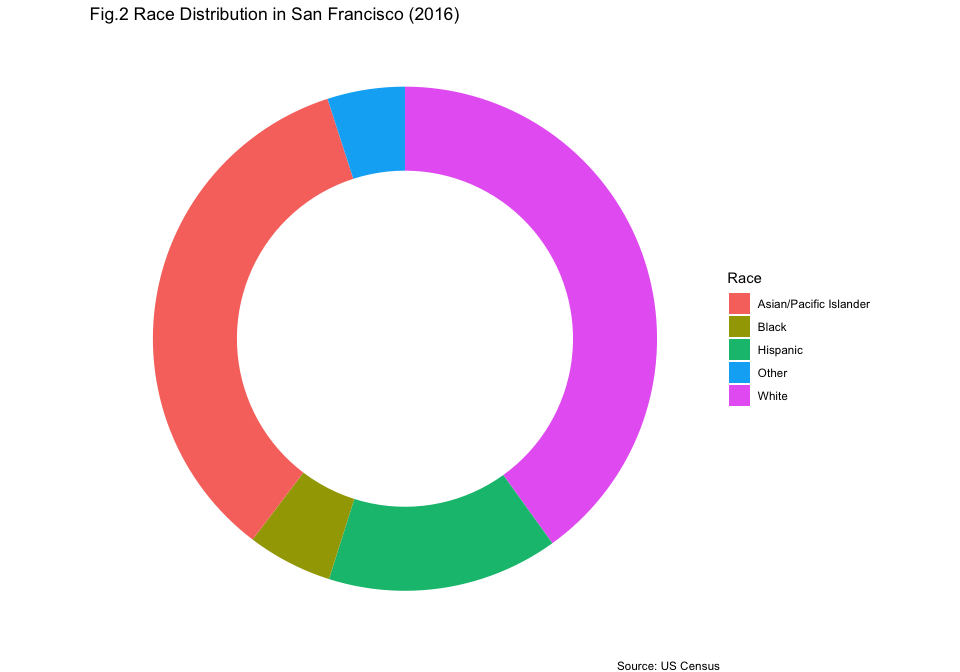 Fig.2 Race Distribution in San Francisco (2016)
Race
Asian/Pacific Islander
Black
Hispanic
Other
White
Source: US Census